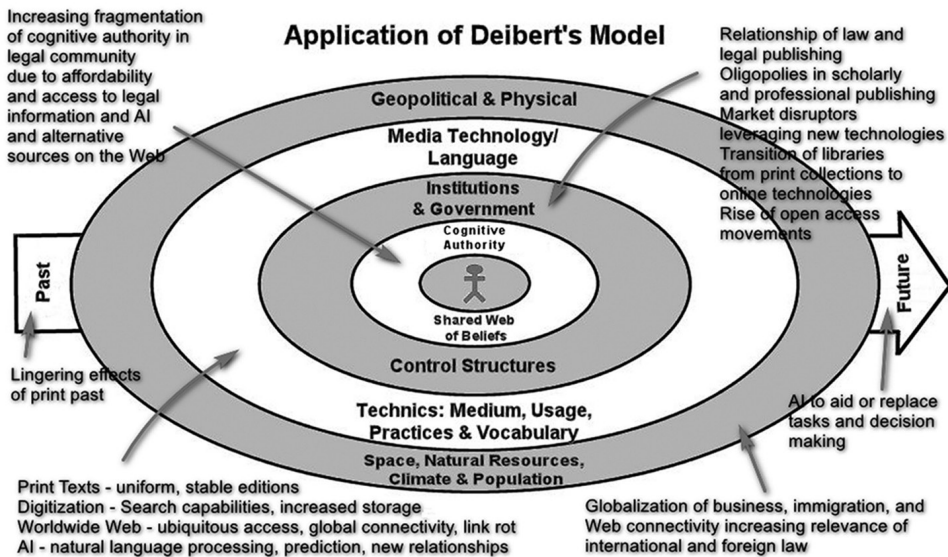 Application of Deibert's Model
Increasing fragmentation
of cognitive authority in
legal community
due to affordability
and access to legal
information and AI
and alternative
sources on the Web
Relationship of law and
legal publishing
Oligopolies in scholarly
and professional publishing
Market disruptors
leveraging new technologies
Transition of libraries
from print collections to
online technologies
Rise of open access
movements
Geopolitical & Physical
Media Technology/
Language
Institutions
& Government
Cognitive
Authority
Shared Web
of Beliefs
Control Structures
Technics: Medium, Usage,
Practices & Vocabulary
Space, Natural Resources,
Climate & Population
Past
Future
Lingering effects
of print past
AI to aid or replace
tasks and decision
making
Print Texts - uniform, stable editions
Digitization - Search capabilities, increased storage
Worldwide Web - ubiquitous access, global connectivity, link rot
AI - natural language processing, prediction, new relationships
Globalization of business, immigration, and
Web connectivity increasing relevance of
international and foreign law